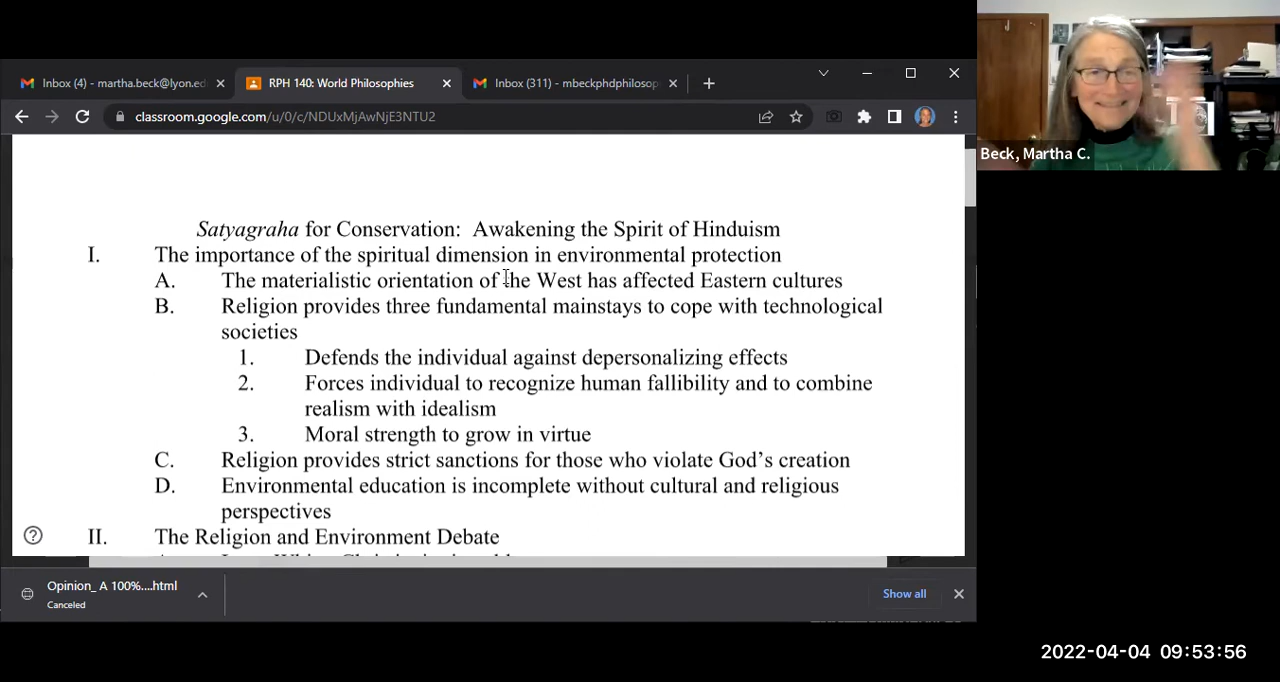 Inbox (4) - martha.beck@lyon.ed
RPH 140: World Philosophies
Inbox (311) - mbeckphdphilosop
classroom.google.com/u/0/c/NDUxMjAwNjE3NTU2
Beck, Martha C.
Satyagraha for Conservation: Awakening the Spirit of Hinduism
I. The importance of the spiritual dimension in environmental protection
A. The materialistic orientation of the West has affected Eastern cultures
B. Religion provides three fundamental mainstays to cope with technological
societies
1. Defends the individual against depersonalizing effects
2. Forces individual to recognize human fallibility and to combine
realism with idealism
3. Moral strength to grow in virtue
C. Religion provides strict sanctions for those who violate God's creation
D. Environmental education is incomplete without cultural and religious
perspectives
II. The Religion and Environment Debate
Opinion_ A 100%....html
Canceled
Show all
2022-04-04 09:53:56